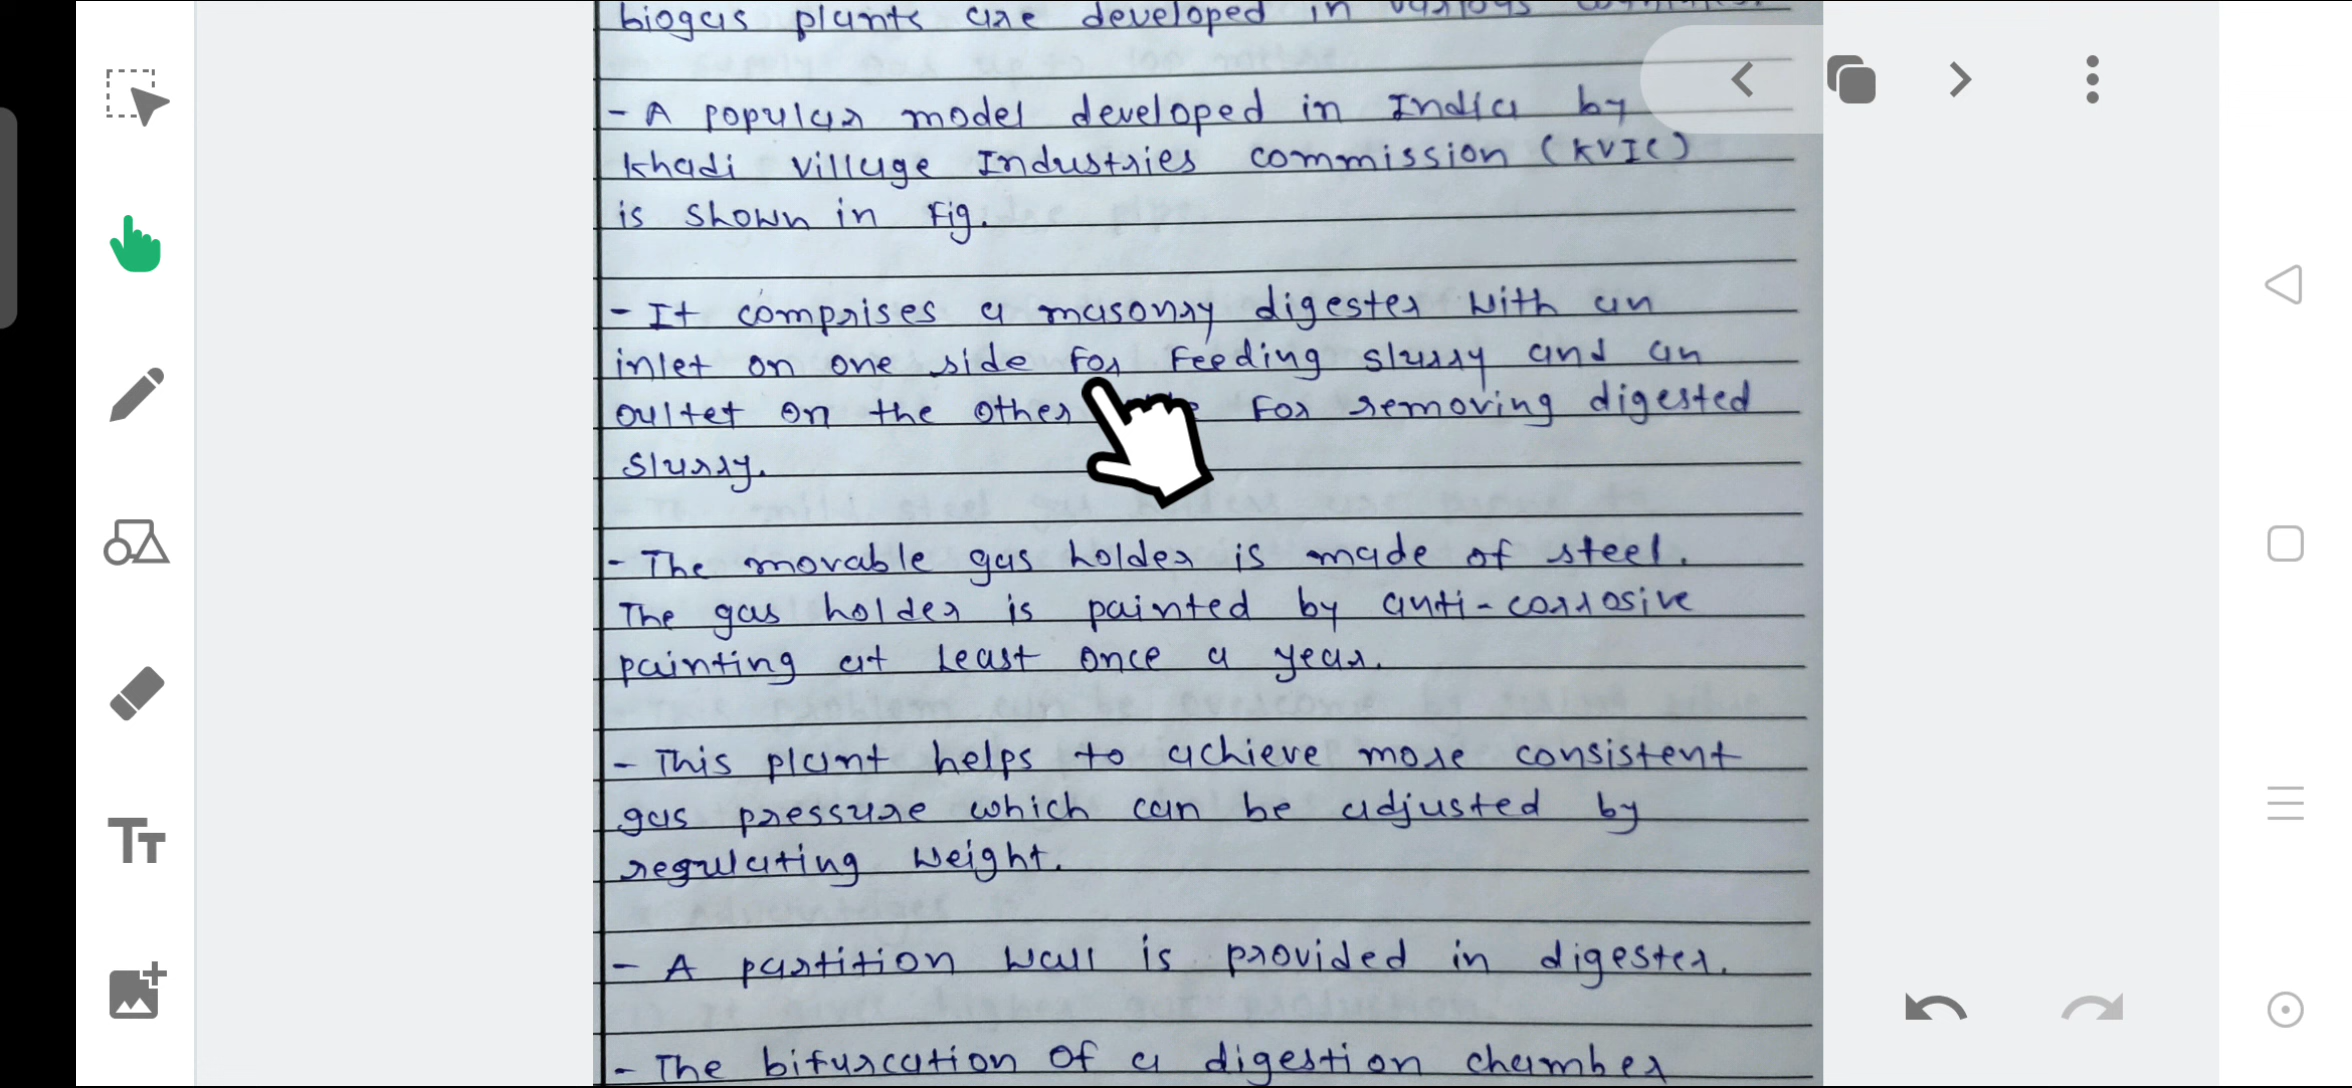 biogas plants are developed in various
- A popular model developed in India by
Khadi village Industries commission (KVIC)
is shown in Fig.
- It comprises a masonry digester with an
inlet on one side for feeding slurry and an
oultet on the other for removing digested
slurry.
- The movable gas holder is made of steel.
The gas holder is painted by anti-corrosive
painting at least once a year.
- This plant helps to achieve more consistent
gas pressure which can be adjusted by
regulating weight.
- A partition wall is provided in digester.
- The bifurcation of a digestion chamber
TT